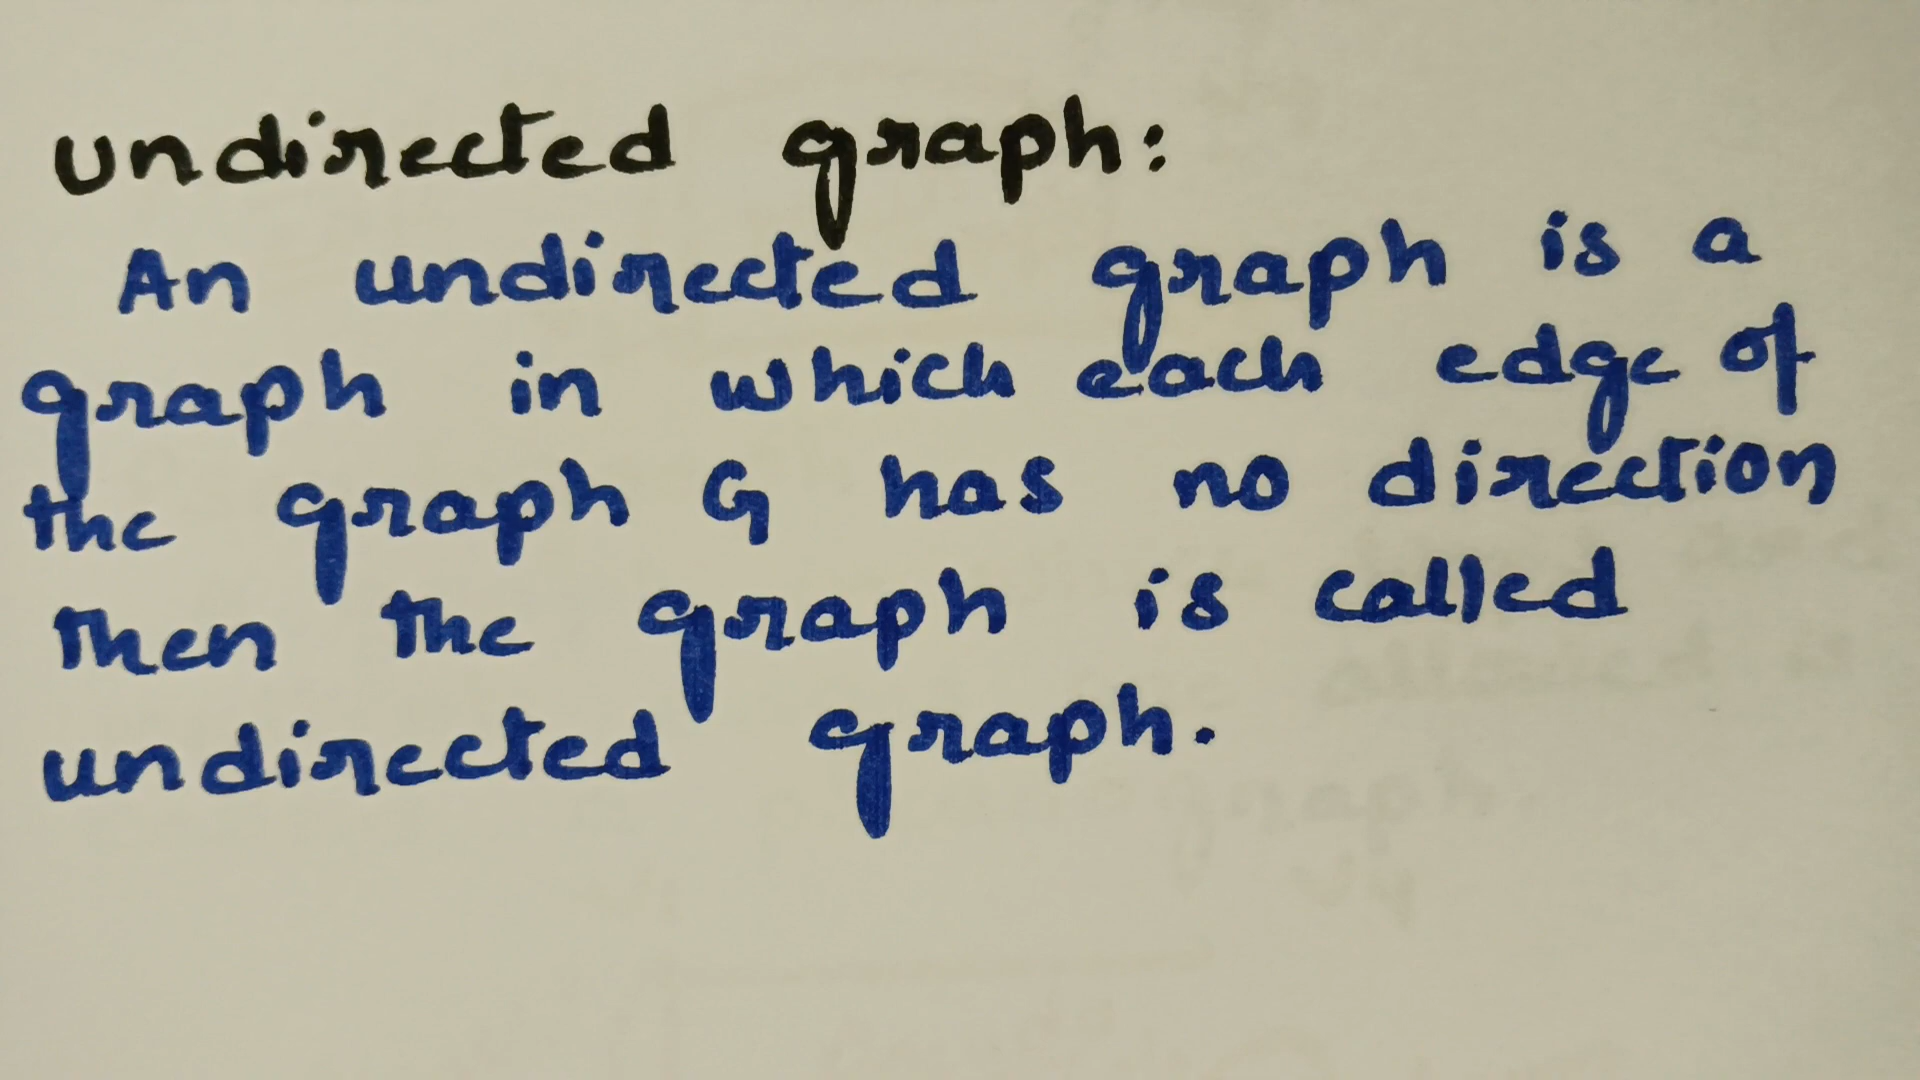 undirected graph:
An undirected graph is a
graph in which each edge of
the graph G has no direction
then the graph is called
undirected graph.